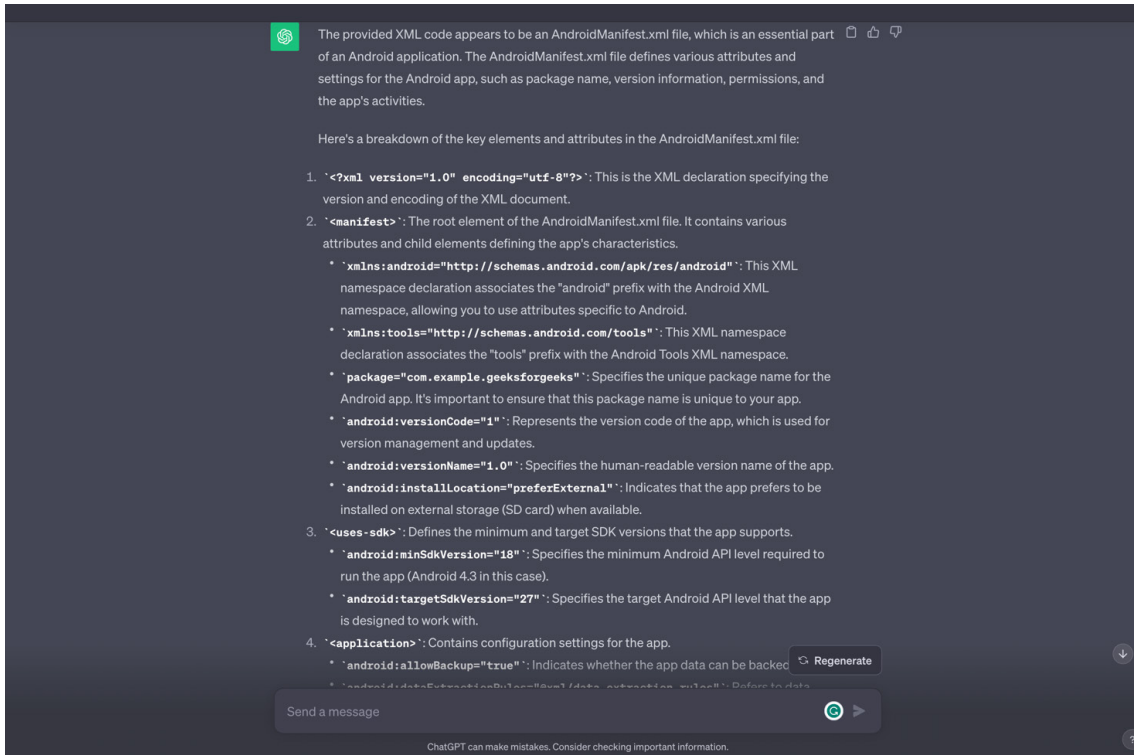 The provided XML code appears to be an AndroidManifest.xml file, which is an essential part
of an Android application. The AndroidManifest.xml file defines various attributes and
settings for the Android app, such as package name, version information, permissions, and
the app's activities.
Here's a breakdown of the key elements and attributes in the AndroidManifest.xml file:
1. `<?xml version="1.0" encoding="utf-8"?>`: This is the XML declaration specifying the
version and encoding of the XML document.
2. `<manifest>`: The root element of the AndroidManifest.xml file. It contains various
attributes and child elements defining the app's characteristics.
* `xmlns:android="http://schemas.android.com/apk/res/android"`: This XML
namespace declaration associates the "android" prefix with the Android XML
namespace, allowing you to use attributes specific to Android.
* `xmlns:tools="http://schemas.android.com/tools"`: This XML namespace
declaration associates the "tools" prefix with the Android Tools XML namespace.
* `package="com.example.geeksforgeeks"`: Specifies the unique package name for the
Android app. It's important to ensure that this package name is unique to your app.
* `android:versionCode="1"`: Represents the version code of the app, which is used for
version management and updates.
* `android:versionName="1.0"`: Specifies the human-readable version name of the app.
* `android:installLocation="preferExternal"`: Indicates that the app prefers to be
installed on external storage (SD card) when available.
3. `<uses-sdk>`: Defines the minimum and target SDK versions that the app supports.
* `android:minSdkVersion="18"`: Specifies the minimum Android API level required to
run the app (Android 4.3 in this case).
* `android:targetSdkVersion="27"`: Specifies the target Android API level that the app
is designed to work with.
4. `<application>`: Contains configuration settings for the app.
* `android:allowBackup="true"`: Indicates whether the app data can be backed
Regenerate
* `android:dataExtractionRules="@xml/data_extraction_rules"`: Refers to data
Send a message
ChatGPT can make mistakes. Consider checking important information.
?